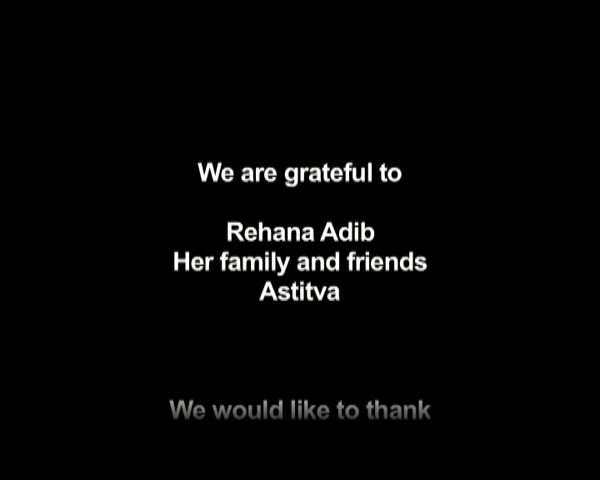 We are grateful to
Rehana Adib
Her family and friends
Astitva
We would like to thank